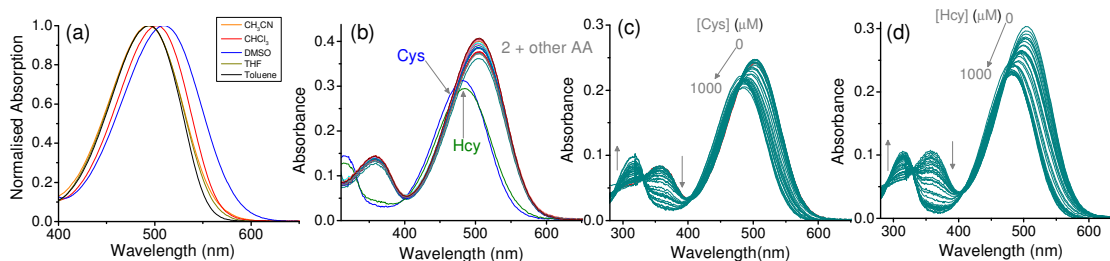 (a)
CH₃CN
CHCl₃
DMSO
THF
Toluene
Normalised Absorption
1.0
0.8
0.6
0.4
0.2
0.0
400 500 600
Wavelength (nm)
(b)
Cys
2 + other AA
Hcy
Absorbance
0.4
0.3
0.2
0.1
0.0
400 500 600
Wavelength (nm)
(c)
[Cys] (μM)
0
1000
Absorbance
0.3
0.2
0.1
0.0
300 400 500 600
Wavelength(nm)
(d)
[Hcy] (μM)
0
1000
Absorbance
0.3
0.2
0.1
0.0
300 400 500 600
Wavelength (nm)